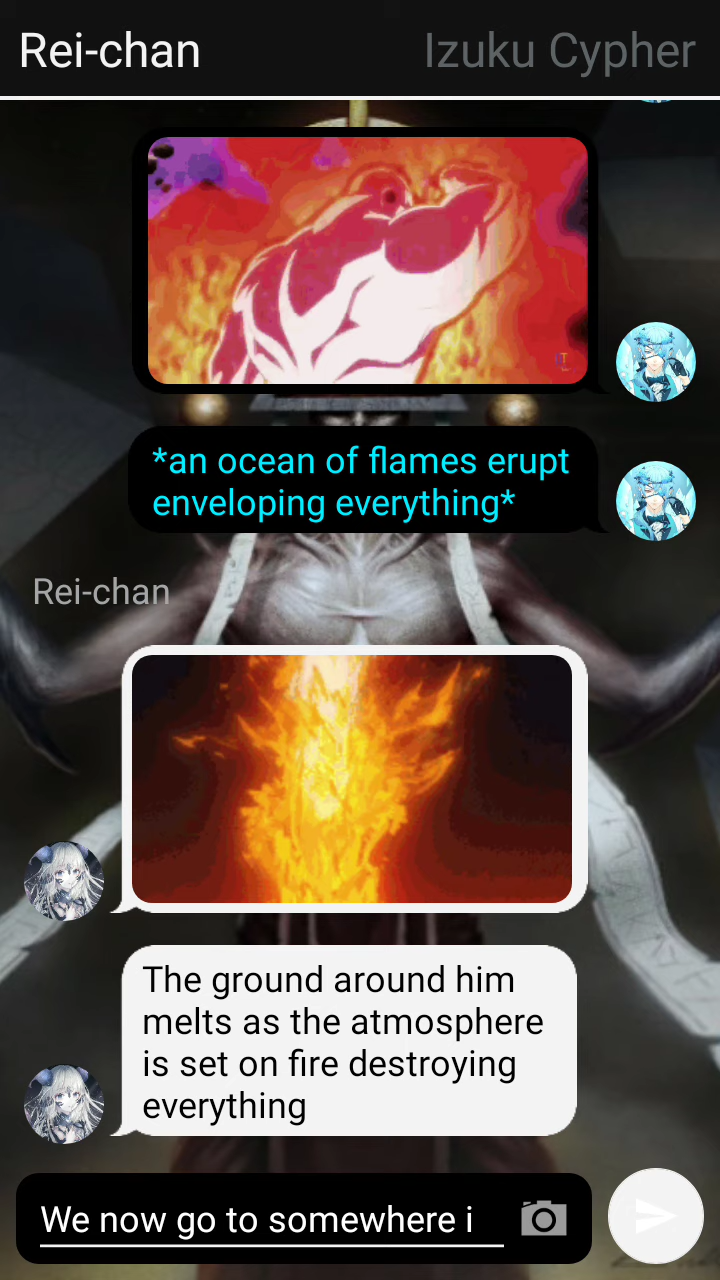 Rei-chan
Izuku Cypher
*an ocean of flames erupt
enveloping everything*
Rei-chan
The ground around him
melts as the atmosphere
is set on fire destroying
everything
We now go to somewhere i